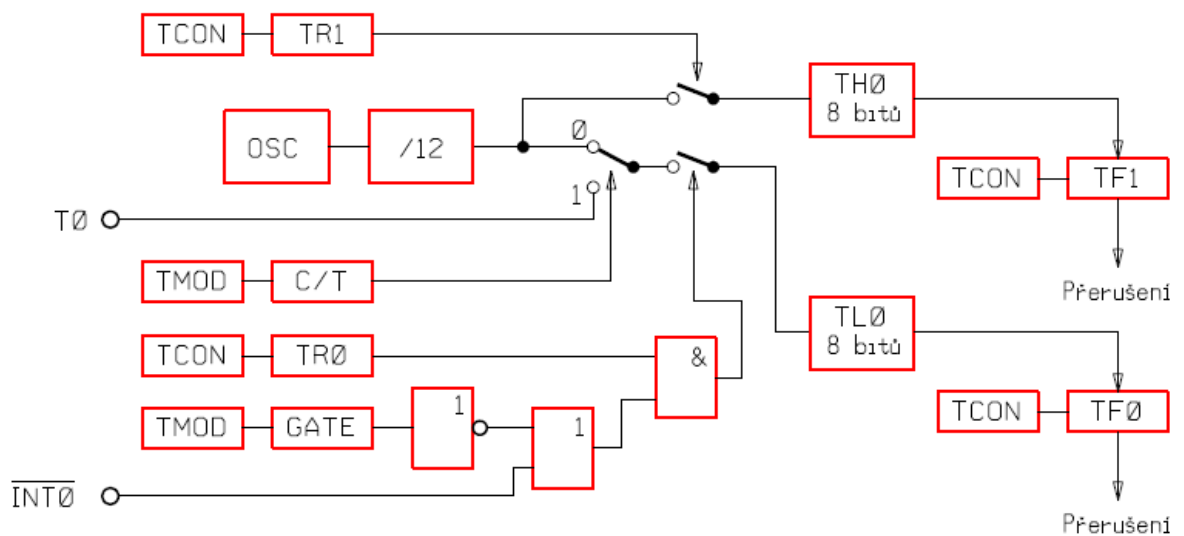 TCON
TR1
TH0
8 bitů
OSC
/12
0
1
T0
TCON
TF1
Přerušení
TMOD
C/T
TCON
TR0
&
TL0
8 bitů
TMOD
GATE
1
1
TCON
TF0
INT0
Přerušení